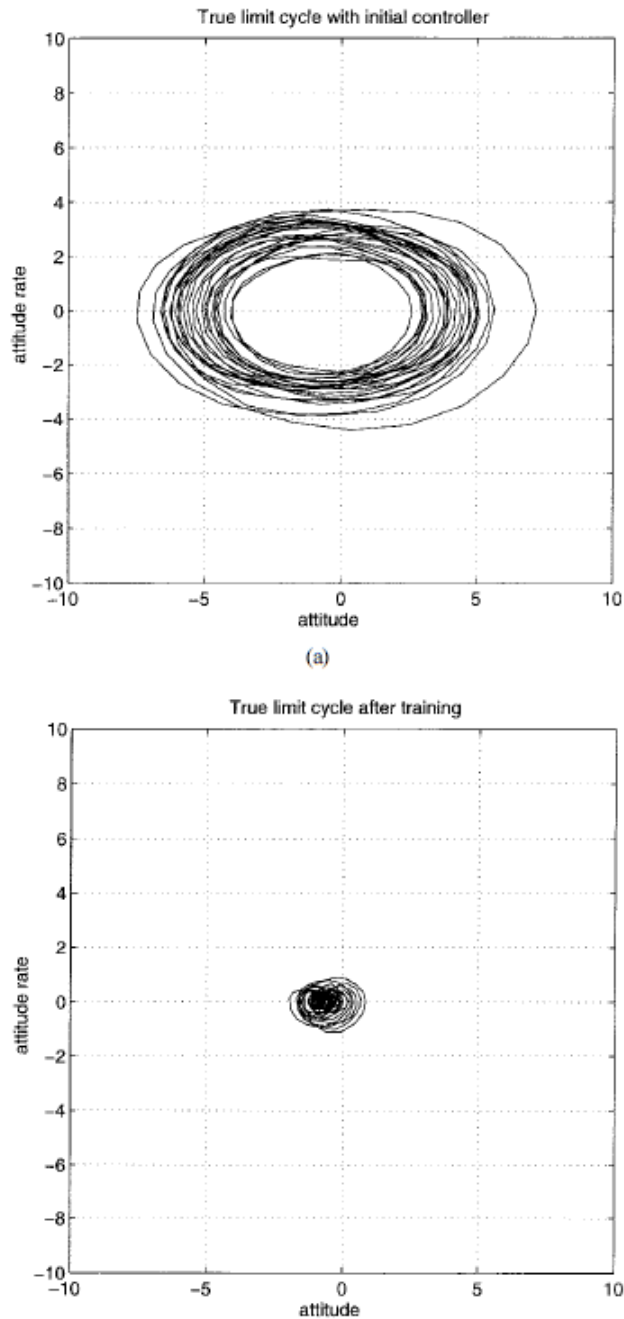 True limit cycle with initial controller
10
8
6
4
2
0
−2
−4
−6
−8
−10
attitude rate
−10 −5 0 5 10
attitude
(a)
True limit cycle after training
10
8
6
4
2
0
−2
−4
−6
−8
−10
attitude rate
−10 −5 0 5 10
attitude